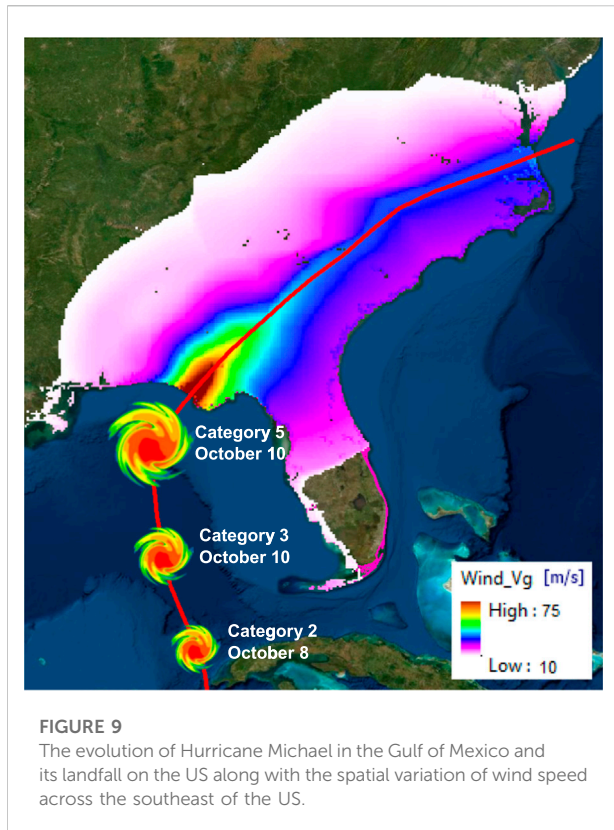 Category 5
October 10
Category 3
October 10
Category 2
October 8
Wind_Vg [m/s]
High : 75
Low : 10
FIGURE 9
The evolution of Hurricane Michael in the Gulf of Mexico and
its landfall on the US along with the spatial variation of wind speed
across the southeast of the US.